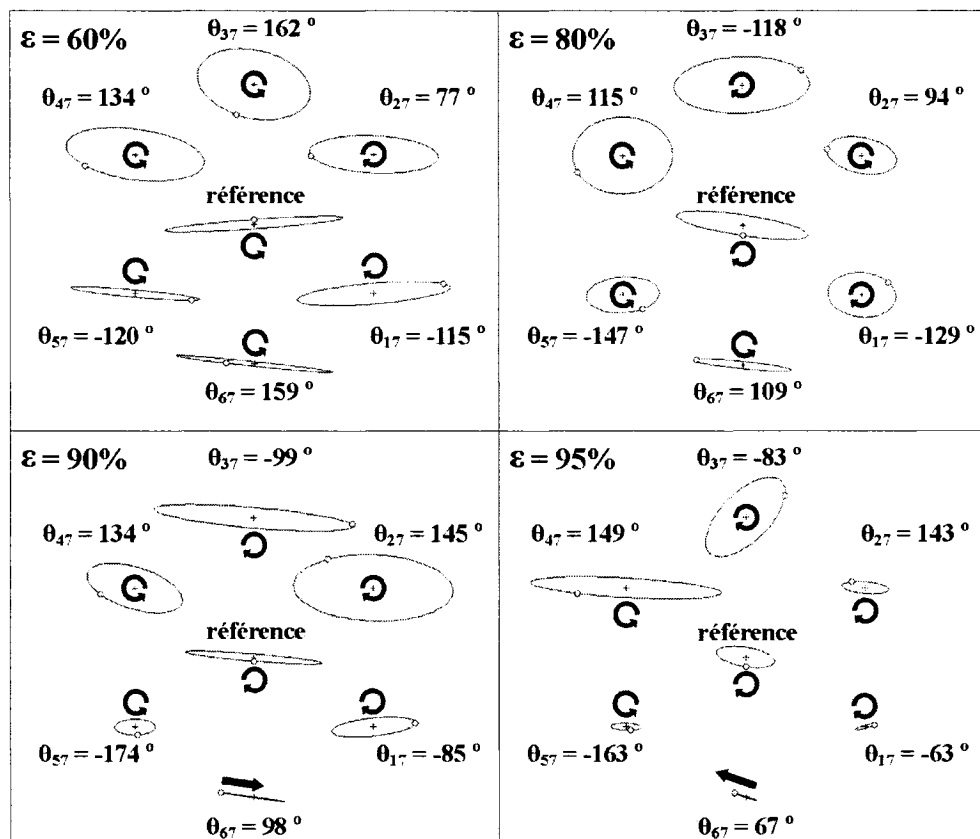 ε = 60%
θ37 = 162 °
θ47 = 134 °
θ27 = 77 °
référence
θ57 = -120 °
θ17 = -115 °
θ67 = 159 °
ε = 80%
θ37 = -118 °
θ47 = 115 °
θ27 = 94 °
référence
θ57 = -147 °
θ17 = -129 °
θ67 = 109 °
ε = 90%
θ37 = -99 °
θ47 = 134 °
θ27 = 145 °
référence
θ57 = -174 °
θ17 = -85 °
θ67 = 98 °
ε = 95%
θ37 = -83 °
θ47 = 149 °
θ27 = 143 °
référence
θ57 = -163 °
θ17 = -63 °
θ67 = 67 °